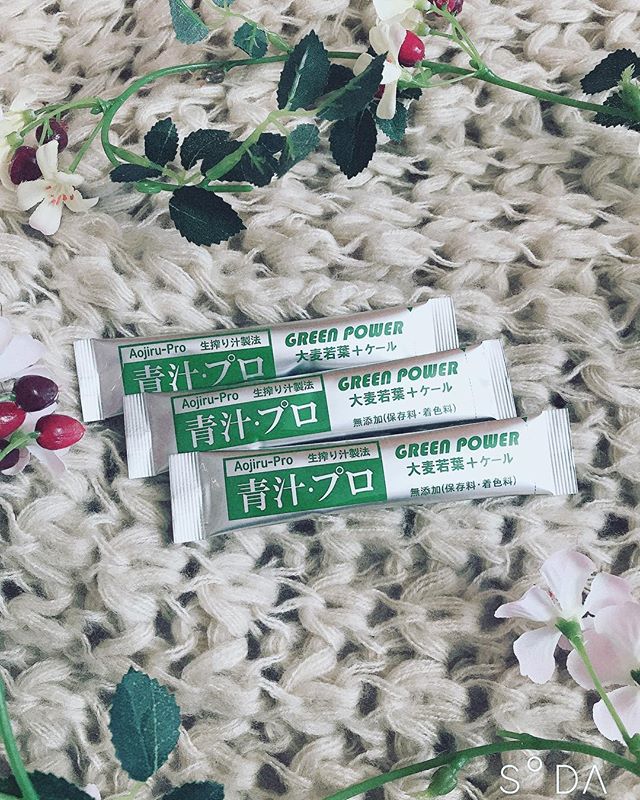 Aojiru-Pro 生搾り汁製法
青汁・プロ
GREEN POWER
大麦若葉+ケール
Aojiru-Pro 生搾り汁製法
青汁・プロ
GREEN POWER
大麦若葉+ケール
無添加(保存料・着色料)
Aojiru-Pro 生搾り汁製法
青汁・プロ
GREEN POWER
大麦若葉+ケール
無添加(保存料・着色料)
S°DA